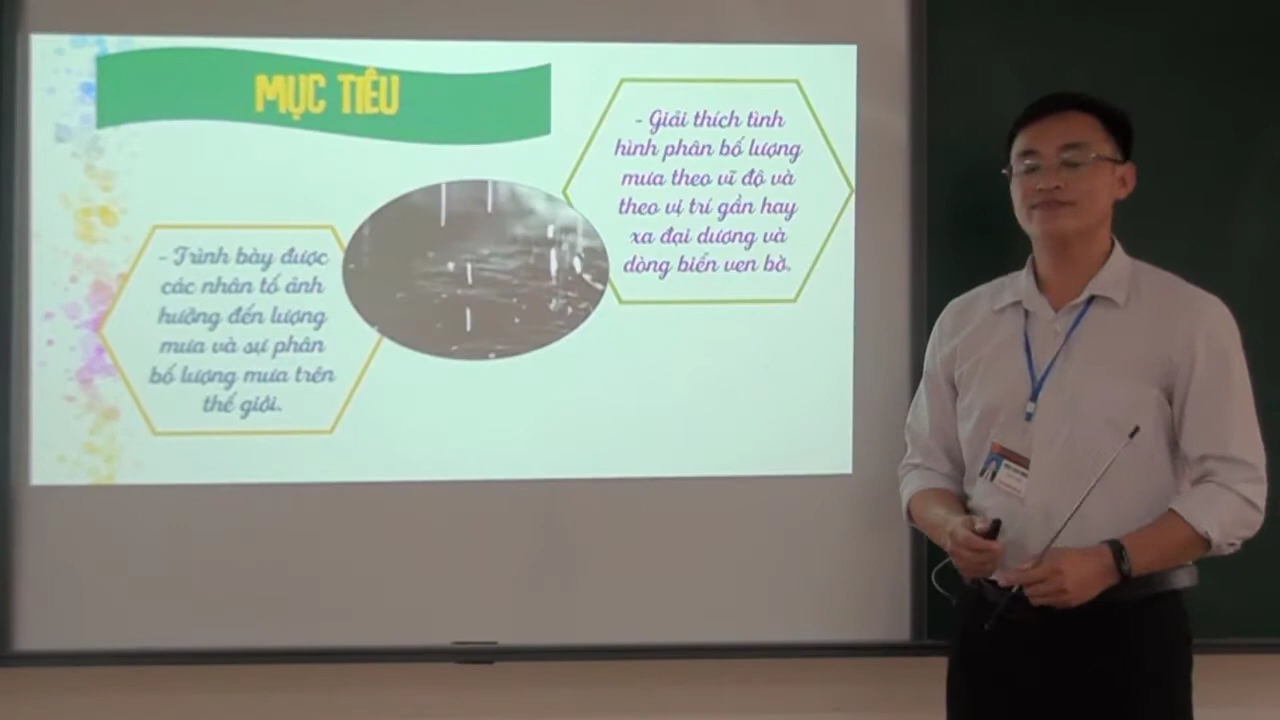 MỤC TIÊU
- Trình bày được
các nhân tố ảnh
hưởng đến lượng
mưa và sự phân
bố lượng mưa trên
thế giới.
- Giải thích tình
hình phân bố lượng
mưa theo vĩ độ và
theo vị trí gần hay
xa đại dương và
dòng biển ven bờ.